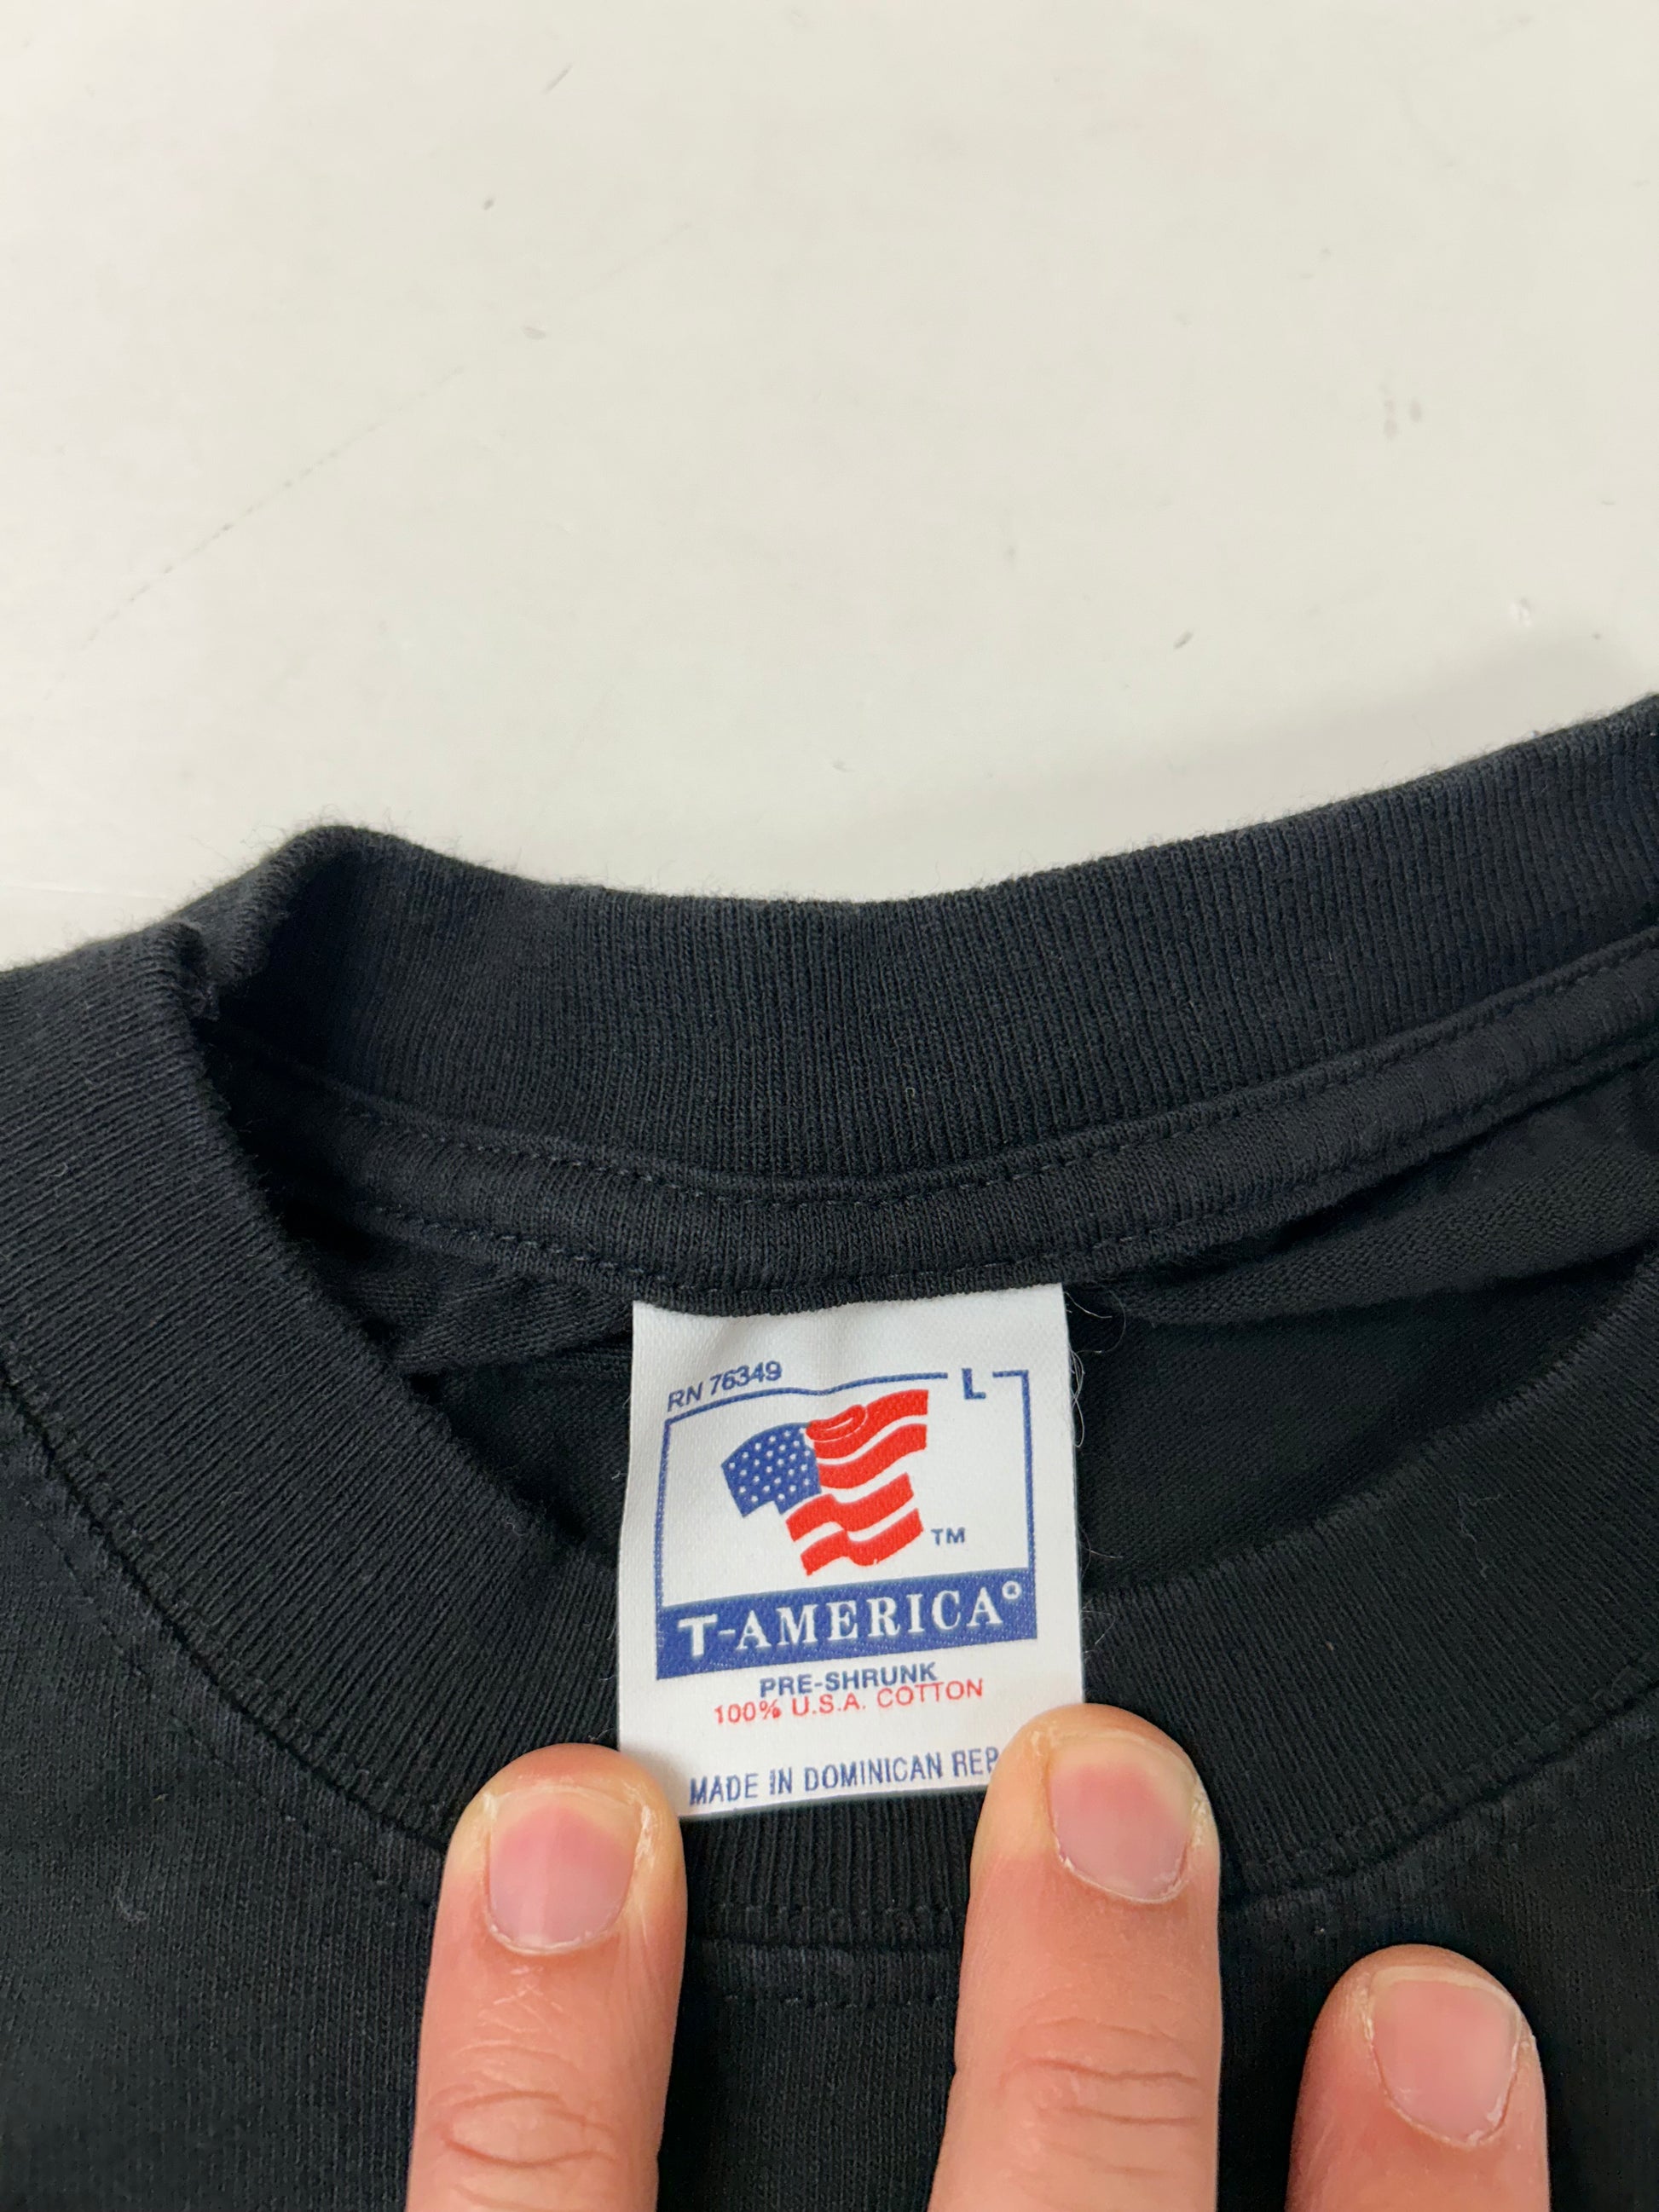 RN 76349
L
TM
T-AMERICA®
PRE-SHRUNK
100% U.S.A. COTTON
MADE IN DOMINICAN REP